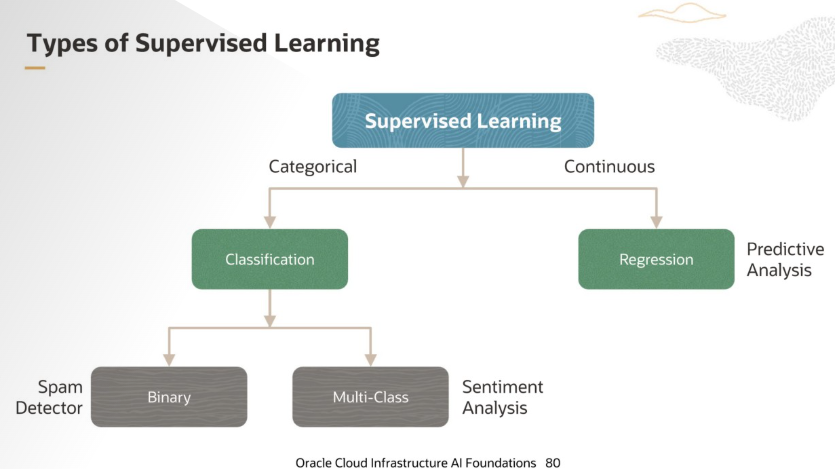 Types of Supervised Learning
Supervised Learning
Categorical
Continuous
Classification
Regression
Predictive
Analysis
Spam
Detector
Binary
Multi-Class
Sentiment
Analysis
Oracle Cloud Infrastructure AI Foundations 80